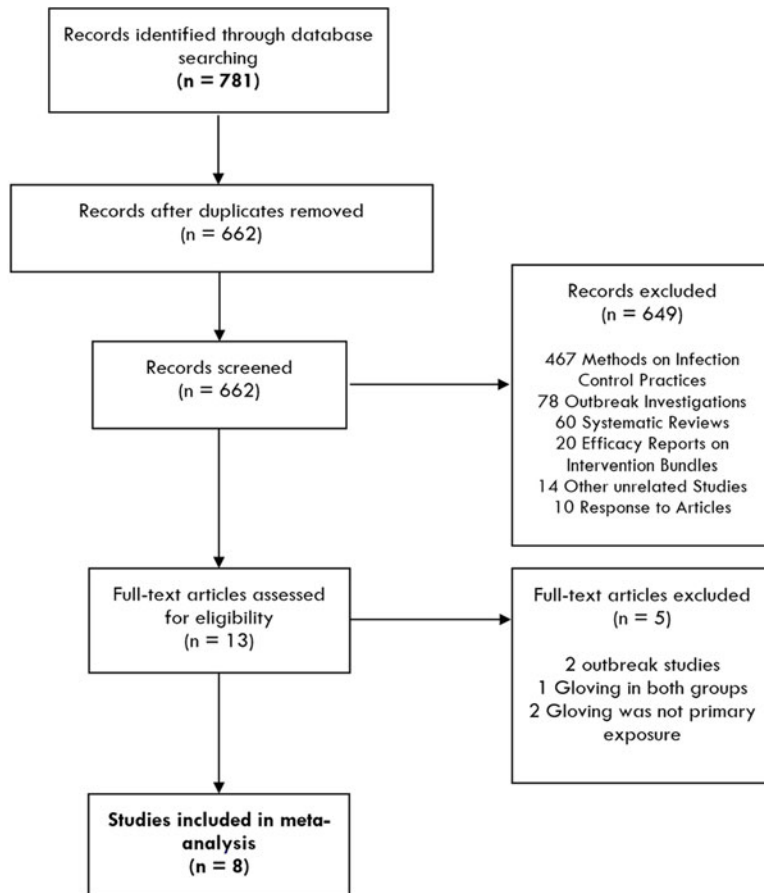 Records identified through database
searching
(n = 781)
Records after duplicates removed
(n = 662)
Records screened
(n = 662)
Records excluded
(n = 649)
467 Methods on Infection
Control Practices
78 Outbreak Investigations
60 Systematic Reviews
20 Efficacy Reports on
Intervention Bundles
14 Other unrelated Studies
10 Response to Articles
Full-text articles assessed
for eligibility
(n = 13)
Full-text articles excluded
(n = 5)
2 outbreak studies
1 Gloving in both groups
2 Gloving was not primary
exposure
Studies included in meta-
analysis
(n = 8)